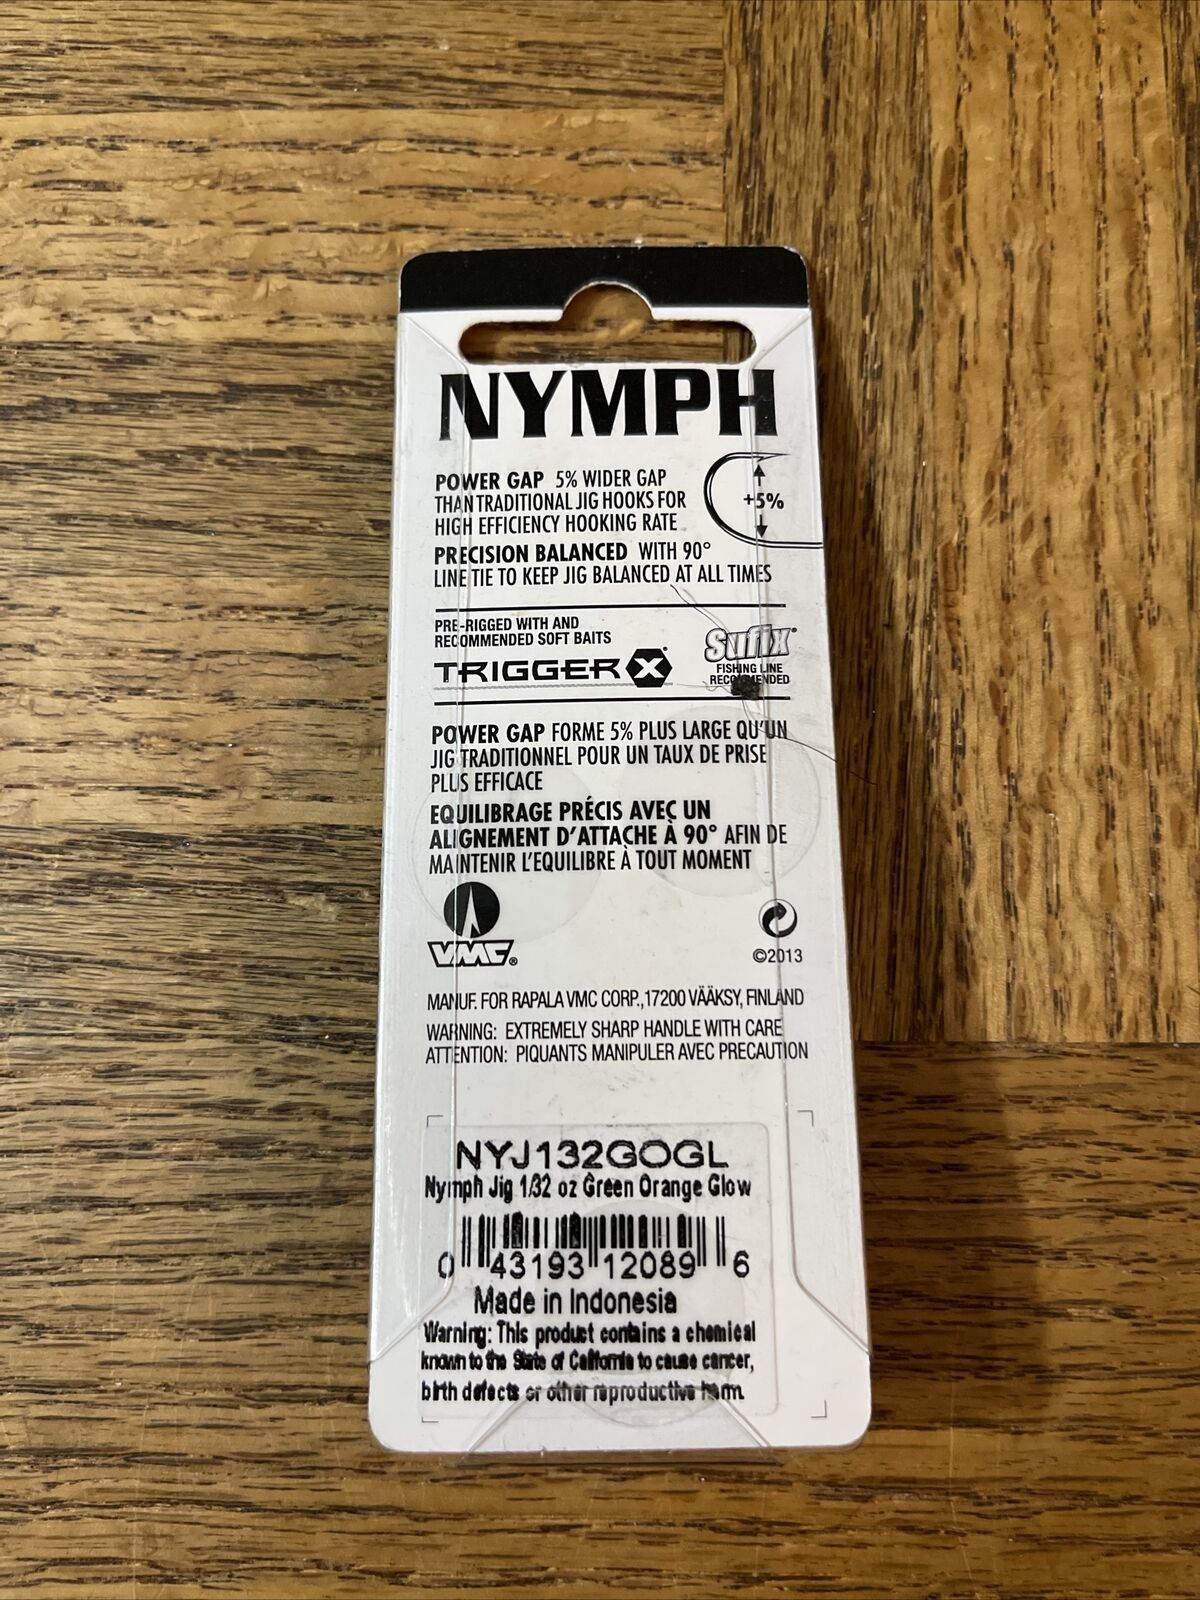 NYMPH
POWER GAP 5% WIDER GAP
THAN TRADITIONAL JIG HOOKS FOR
HIGH EFFICIENCY HOOKING RATE
+5%
PRECISION BALANCED WITH 90°
LINE TIE TO KEEP JIG BALANCED AT ALL TIMES
PRE-RIGGED WITH AND
RECOMMENDED SOFT BAITS
TRIGGER X
Sufix
FISHING LINE
RECOMMENDED
POWER GAP FORME 5% PLUS LARGE QU'UN
JIG TRADITIONNEL POUR UN TAUX DE PRISE
PLUS EFFICACE
EQUILIBRAGE PRÉCIS AVEC UN
ALIGNEMENT D'ATTACHE À 90° AFIN DE
MAINTENIR L'EQUILIBRE À TOUT MOMENT
VMC®
©2013
MANUF. FOR RAPALA VMC CORP., 17200 VÄÄKSY, FINLAND
WARNING: EXTREMELY SHARP HANDLE WITH CARE
ATTENTION: PIQUANTS MANIPULER AVEC PRECAUTION
NYJ132GOGL
Nymph Jig 1/32 oz Green Orange Glow
0 43193 12089 6
Made in Indonesia
Warning: This product contains a chemical
known to the State of California to cause cancer,
birth defects or other reproductive harm.